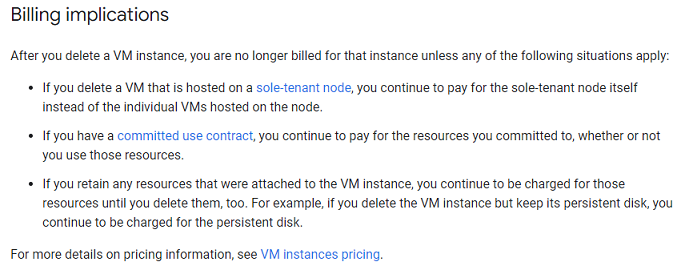 Billing implications
After you delete a VM instance, you are no longer billed for that instance unless any of the following situations apply:
• If you delete a VM that is hosted on a sole-tenant node, you continue to pay for the sole-tenant node itself
instead of the individual VMs hosted on the node.
• If you have a committed use contract, you continue to pay for the resources you committed to, whether or not
you use those resources.
• If you retain any resources that were attached to the VM instance, you continue to be charged for those
resources until you delete them, too. For example, if you delete the VM instance but keep its persistent disk, you
continue to be charged for the persistent disk.
For more details on pricing information, see VM instances pricing.